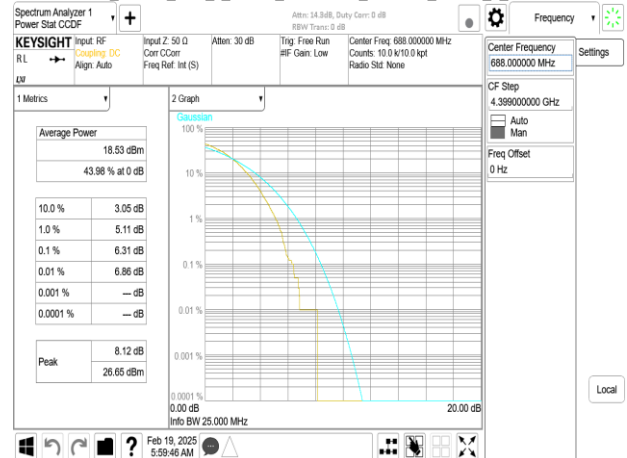 Spectrum Analyzer 1
Power Stat CCDF
Attn: 14.8dB, Duty Corr: 0 dB
RBW Trans: 0 dB
Frequency
KEYSIGHT
RL
Input: RF
Coupling: DC
Align: Auto
Input Z: 50 Ω
Corr CCorr
Freq Ref: Int (S)
Atten: 30 dB
Trig: Free Run
#IF Gain: Low
Center Freq: 688.000000 MHz
Counts: 10.0 k/10.0 kpt
Radio Std: None
Center Frequency
688.000000 MHz
Settings
CF Step
4.399000000 GHz
Auto
Man
Freq Offset
0 Hz
1 Metrics
Average Power
18.53 dBm
43.98 % at 0 dB
10.0 % 3.05 dB
1.0 % 5.11 dB
0.1 % 6.31 dB
0.01 % 6.86 dB
0.001 % --- dB
0.0001 % --- dB
Peak
8.12 dB
26.65 dBm
2 Graph
Gaussian
100 %
10 %
1 %
0.1 %
0.01 %
0.001 %
0.0001 %
0.00 dB 20.00 dB
Info BW 25.000 MHz
Local
?
Feb 19, 2025
5:59:46 AM